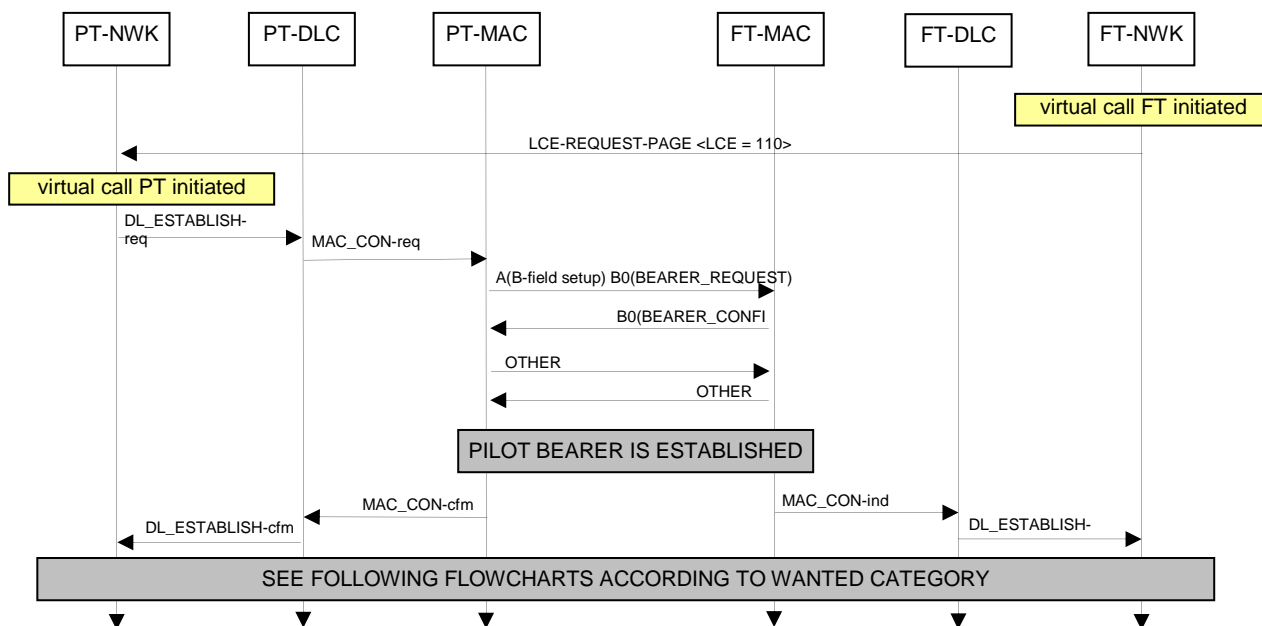 PT-NWK
PT-DLC
PT-MAC
FT-MAC
FT-DLC
FT-NWK
virtual call FT initiated
LCE-REQUEST-PAGE <LCE = 110>
virtual call PT initiated
DL_ESTABLISH-
req
MAC_CON-req
A(B-field setup) B0(BEARER_REQUEST)
B0(BEARER_CONFI
OTHER
OTHER
PILOT BEARER IS ESTABLISHED
MAC_CON-cfm
MAC_CON-ind
DL_ESTABLISH-cfm
DL_ESTABLISH-
SEE FOLLOWING FLOWCHARTS ACCORDING TO WANTED CATEGORY